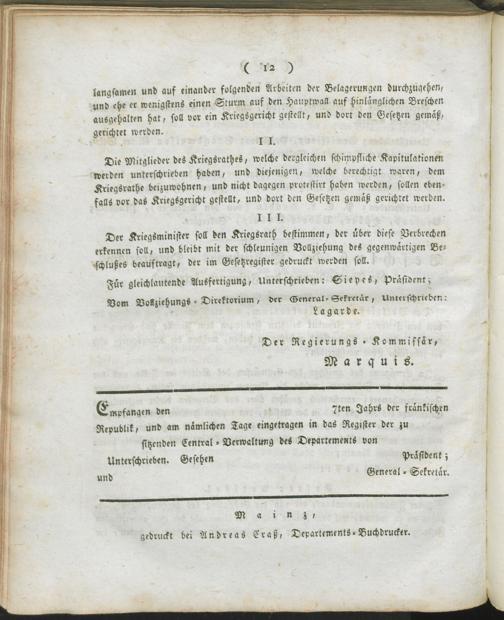 ( 12 )
langsamen und auf einander folgenden Arbeiten der Belagerungen durchzugehen,
und ehe er wenigstens einen Sturm auf den Hauptwall auf hinlänglichen Breschen
ausgehalten hat, soll vor ein Kriegsgericht gestellt, und dort den Gesetzen gemäß,
gerichtet werden.
II.
Die Mitglieder des Kriegsrathes, welche dergleichen schimpfliche Kapitulationen
werden unterschrieben haben, und diejenigen, welche berechtigt waren, dem
Kriegsrathe beizuwohnen, und nicht dagegen protestirt haben werden, sollen eben-
falls vor das Kriegsgericht gestellt, und dort den Gesetzen gemäß gerichtet werden.
III.
Der Kriegsminister soll den Kriegsrath bestimmen, der über diese Verbrechen
erkennen soll, und bleibt mit der schleunigen Vollziehung des gegenwärtigen Be-
schlußes beauftragt, der im Gesetzregister gedruckt werden soll.
Für gleichlautende Ausfertigung, Unterschrieben: Sieyes, Präsident;
Vom Vollziehungs-Direktorium, der General-Sekretär, Unterschrieben:
Lagarde.
Der Regierungs-Kommissär,
Marquis.
Empfangen den 7ten Jahrs der fränkischen
Republik, und am nämlichen Tage eingetragen in das Register der zu
sitzenden Central-Verwaltung des Departements von
Unterschrieben. Gesehen Präsident;
und General-Sekretär.
Mainz,
gedruckt bei Andreas Craß, Departements-Buchdrucker.